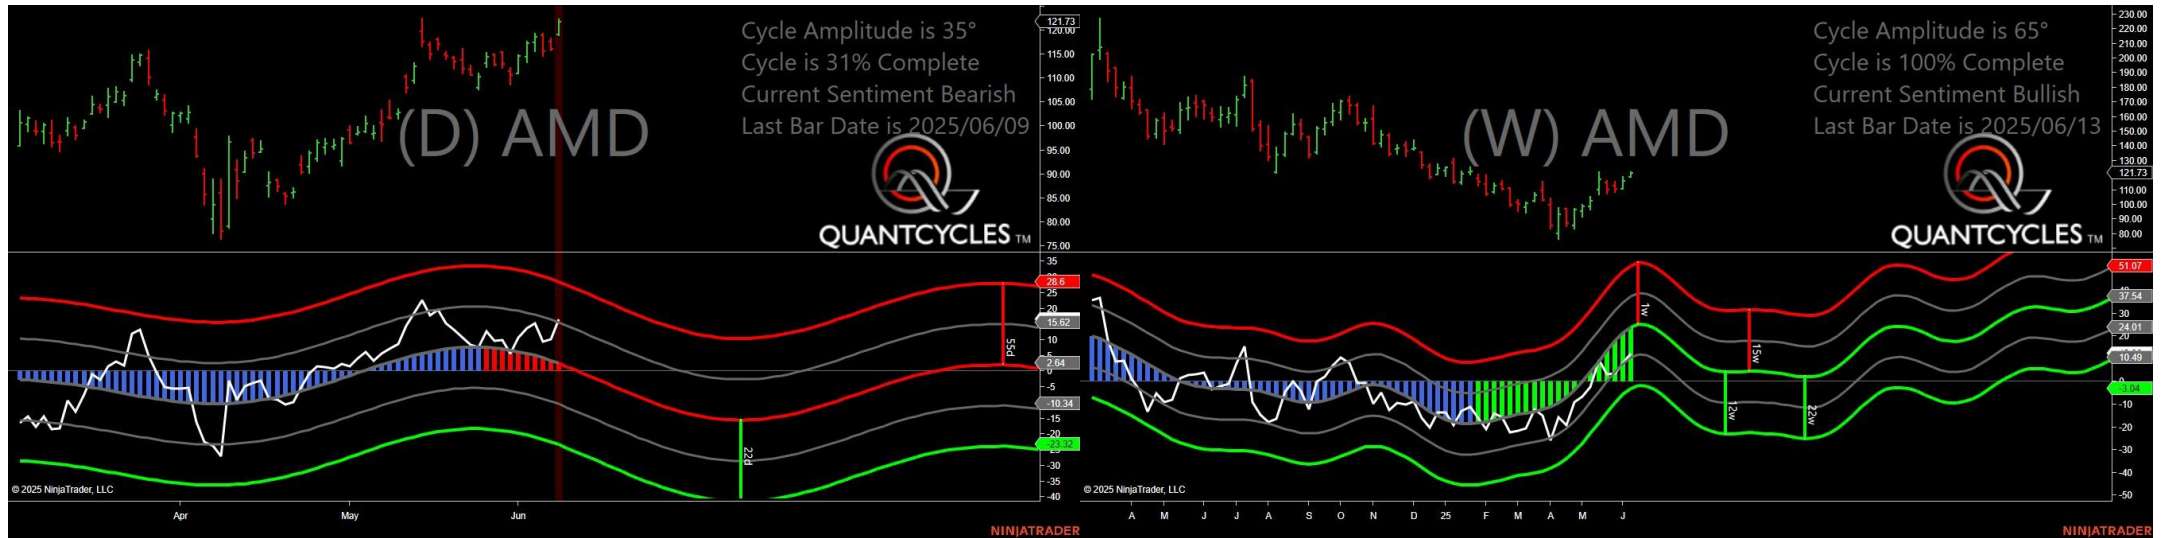 Cycle Amplitude is 35°
Cycle is 31% Complete
Current Sentiment Bearish
Last Bar Date is 2025/06/09
(D) AMD
QUANTCYCLES TM
121.73
120.00
115.00
110.00
105.00
100.00
95.00
90.00
85.00
80.00
75.00
35
28.6
25
20
15.62
10
5
2.64
0
-5
-10.34
-15
-20
-23.32
-30
-35
-40
55d
22d
© 2025 NinjaTrader, LLC
Apr May Jun
NINJATRADER
Cycle Amplitude is 65°
Cycle is 100% Complete
Current Sentiment Bullish
Last Bar Date is 2025/06/13
(W) AMD
QUANTCYCLES TM
230.00
220.00
210.00
200.00
190.00
180.00
170.00
160.00
150.00
140.00
130.00
121.73
110.00
100.00
90.00
80.00
51.07
37.54
30
24.01
20
10.49
0
-3.04
-10
-20
-30
-40
-50
1w
15w
12w
22w
© 2025 NinjaTrader, LLC
A M J J A S O N D 25 F M A M J
NINJATRADER